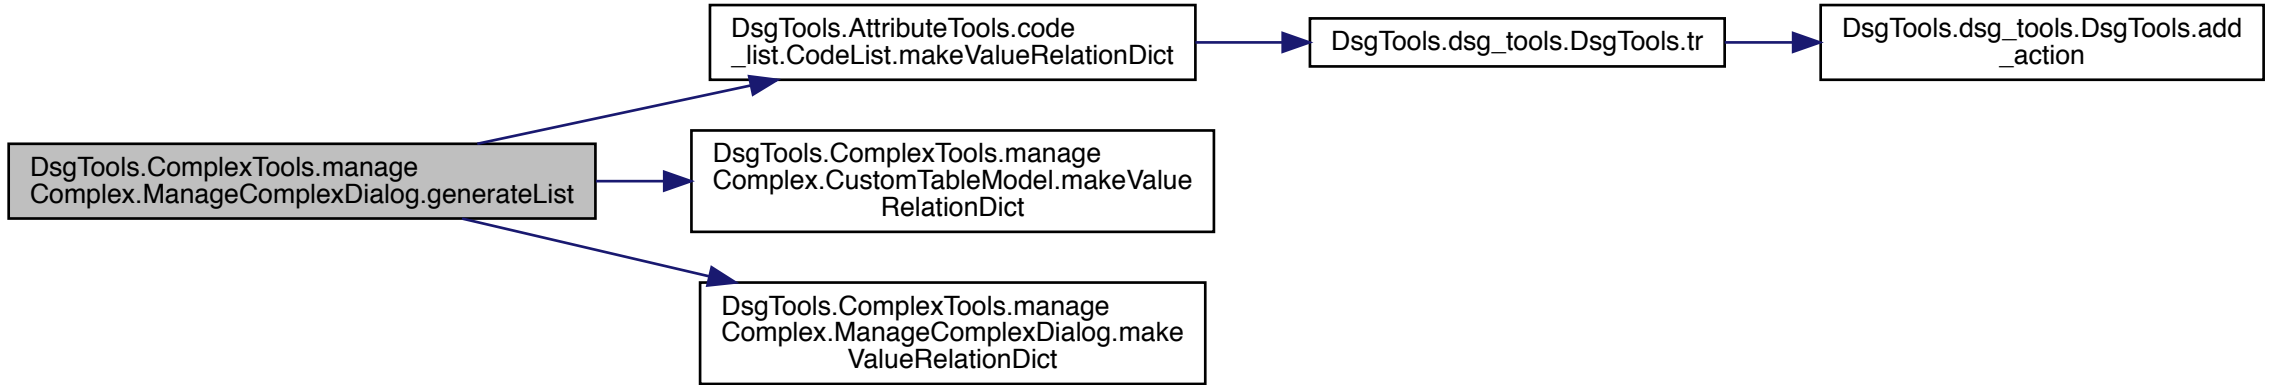 DsgTools.ComplexTools.manage
Complex.ManageComplexDialog.generateList
DsgTools.AttributeTools.code
_list.CodeList.makeValueRelationDict
DsgTools.dsg_tools.DsgTools.tr
DsgTools.dsg_tools.DsgTools.add
_action
DsgTools.ComplexTools.manage
Complex.CustomTableModel.makeValue
RelationDict
DsgTools.ComplexTools.manage
Complex.ManageComplexDialog.make
ValueRelationDict